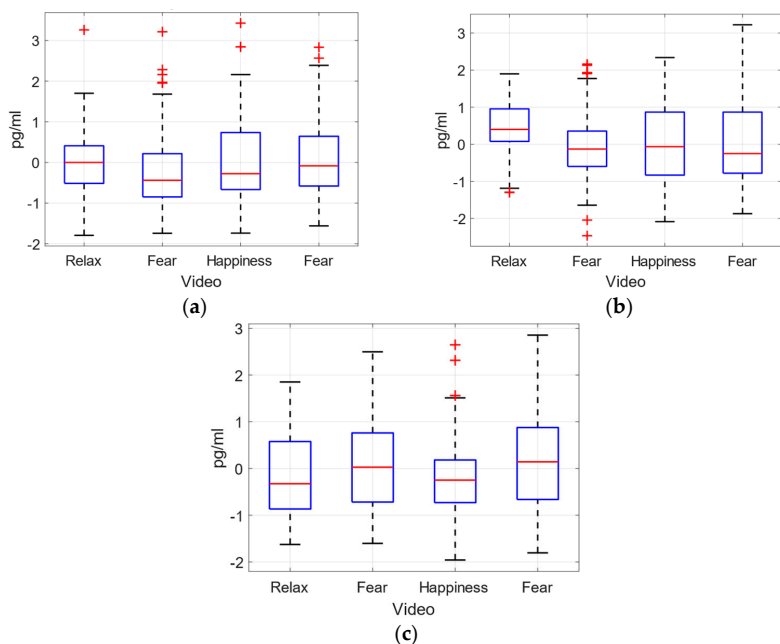 3
2
1
0
-1
-2
pg/ml
Relax Fear Happiness Fear
Video
(a)
3
2
1
0
-1
-2
pg/ml
Relax Fear Happiness Fear
Video
(b)
3
2
1
0
-1
-2
pg/ml
Relax Fear Happiness Fear
Video
(c)